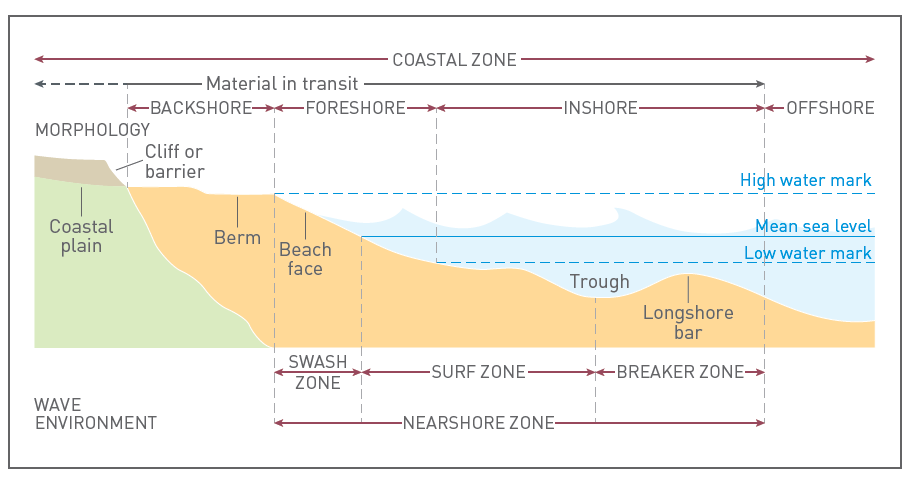 COASTAL ZONE
Material in transit
BACKSHORE
FORESHORE
INSHORE
OFFSHORE
MORPHOLOGY
Cliff or
barrier
High water mark
Coastal
plain
Berm
Beach
face
Mean sea level
Low water mark
Trough
Longshore
bar
SWASH
ZONE
SURF ZONE
BREAKER ZONE
WAVE
ENVIRONMENT
NEARSHORE ZONE